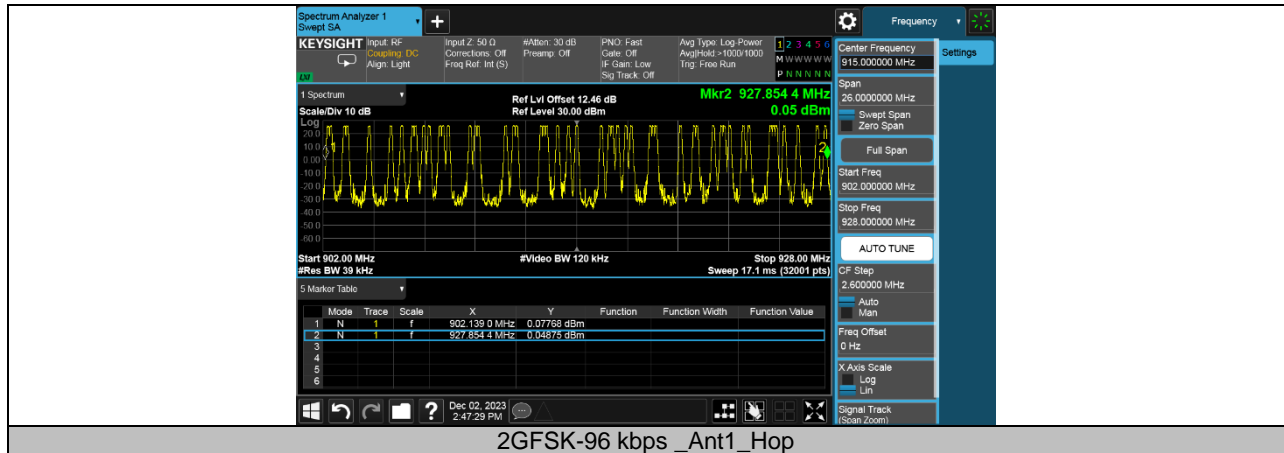 Spectrum Analyzer 1
Swept SA
+
Frequency
KEYSIGHT
Input: RF
Coupling: DC
Align: Light
LXI
Input Z: 50 Ω
Corrections: Off
Freq Ref: Int (S)
#Atten: 30 dB
Preamp: Off
PNO: Fast
Gate: Off
IF Gain: Low
Sig Track: Off
Avg Type: Log-Power
Avg|Hold:>1000/1000
Trig: Free Run
1 2 3 4 5 6
M W W W W W
P N N N N N
1 Spectrum
Scale/Div 10 dB
Ref Lvl Offset 12.46 dB
Ref Level 30.00 dBm
Mkr2 927.854 4 MHz
0.05 dBm
Log
20.0
10.0
0.00
-10.0
-20.0
-30.0
-40.0
-50.0
-60.0
1
2
Start 902.00 MHz
#Res BW 39 kHz
#Video BW 120 kHz
Stop 928.00 MHz
Sweep 17.1 ms (32001 pts)
5 Marker Table
Mode Trace Scale X Y Function Function Width Function Value
1 N 1 f 902.139 0 MHz 0.07768 dBm
2 N 1 f 927.854 4 MHz 0.04875 dBm
3
4
5
6
?
Dec 02, 2023
2:47:29 PM
Center Frequency
915.000000 MHz
Span
26.0000000 MHz
Swept Span
Zero Span
Full Span
Start Freq
902.000000 MHz
Stop Freq
928.000000 MHz
AUTO TUNE
CF Step
2.600000 MHz
Auto
Man
Freq Offset
0 Hz
X Axis Scale
Log
Lin
Signal Track
(Span Zoom)
Settings
2GFSK-96 kbps _Ant1_Hop